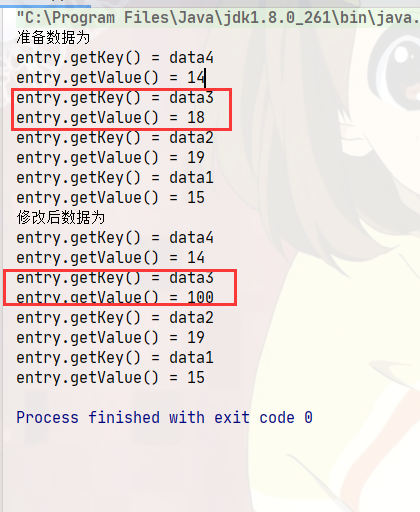 "C:\Program Files\Java\jdk1.8.0_261\bin\java.
准备数据为
entry.getKey() = data4
entry.getValue() = 14
entry.getKey() = data3
entry.getValue() = 18
entry.getKey() = data2
entry.getValue() = 19
entry.getKey() = data1
entry.getValue() = 15
修改后数据为
entry.getKey() = data4
entry.getValue() = 14
entry.getKey() = data3
entry.getValue() = 100
entry.getKey() = data2
entry.getValue() = 19
entry.getKey() = data1
entry.getValue() = 15
Process finished with exit code 0